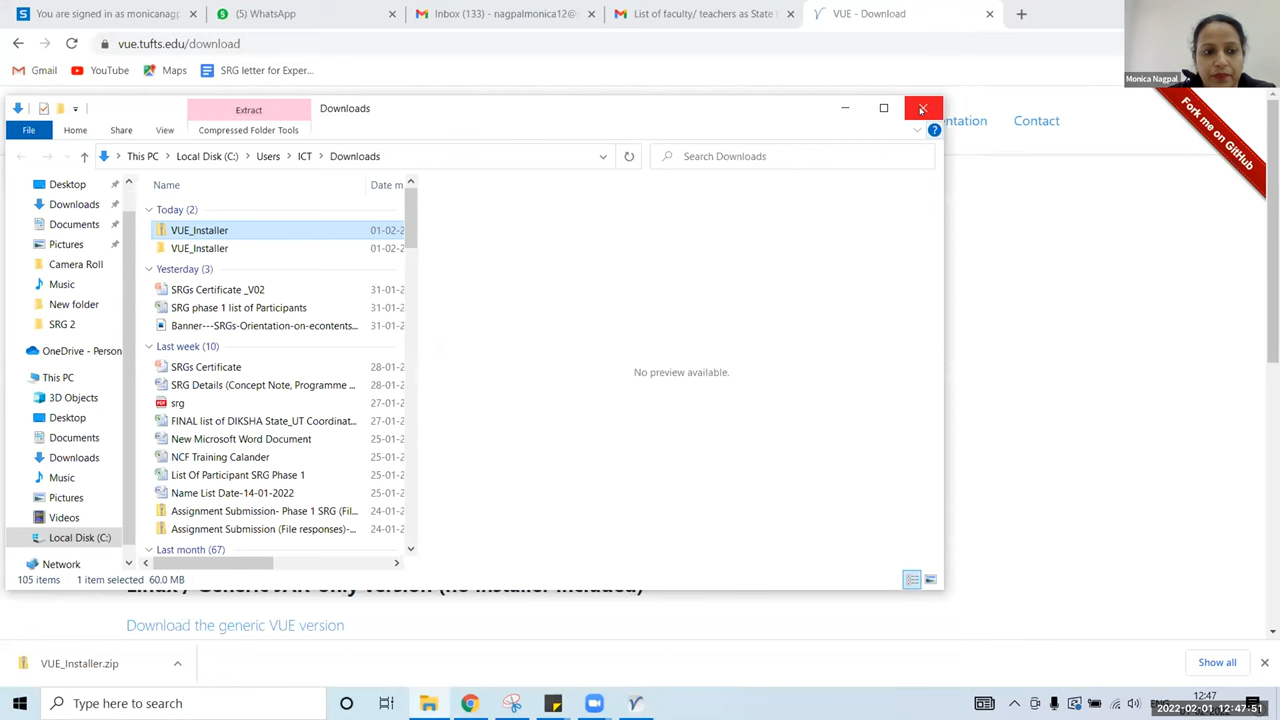 You are signed in as monicanagp
(5) WhatsApp
Inbox (133) - nagpalmonica12@
List of faculty/ teachers as State
VUE - Download
vue.tufts.edu/download
Gmail
YouTube
Maps
SRG letter for Exper...
Monica Nagpal
Contact
Fork me on GitHub
Extract
Downloads
File
Home
Share
View
Compressed Folder Tools
This PC
Local Disk (C:)
Users
ICT
Downloads
Search Downloads
Desktop
Downloads
Documents
Pictures
Camera Roll
Music
New folder
SRG 2
OneDrive - Person
This PC
3D Objects
Desktop
Documents
Downloads
Music
Pictures
Videos
Local Disk (C:)
Network
Name
Date m
Today (2)
VUE_Installer 01-02-2
VUE_Installer 01-02-2
Yesterday (3)
SRGs Certificate _V02 31-01-2
SRG phase 1 list of Participants 31-01-2
Banner---SRGs-Orientation-on-econtents... 31-01-2
Last week (10)
SRGs Certificate 28-01-2
SRG Details (Concept Note, Programme ... 28-01-2
srg 27-01-2
FINAL list of DIKSHA State_UT Coordinat... 27-01-2
New Microsoft Word Document 25-01-2
NCF Training Calander 25-01-2
List Of Participant SRG Phase 1 25-01-2
Name List Date-14-01-2022 25-01-2
Assignment Submission- Phase 1 SRG (Fil... 24-01-2
Assignment Submission (File responses)-... 24-01-2
Last month (67)
No preview available.
105 items
1 item selected 60.0 MB
Download the generic VUE version
VUE_Installer.zip
Show all
Type here to search
12:47
2022-02-01 12:47:51